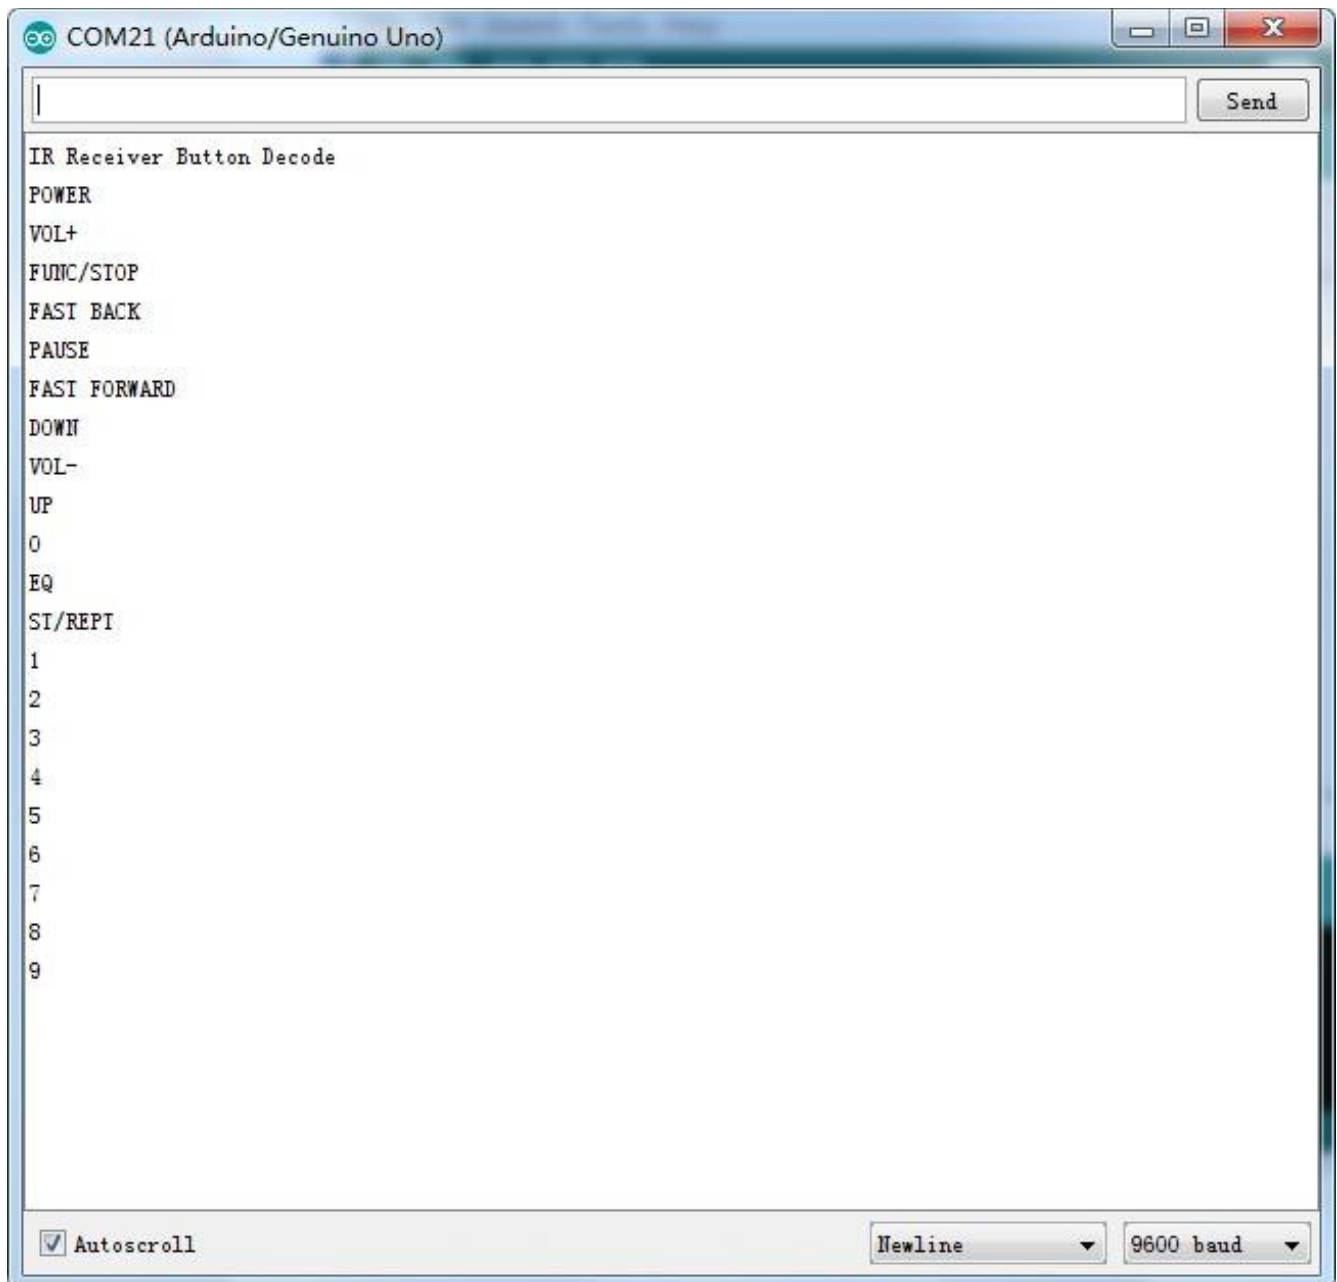 COM21 (Arduino/Genuino Uno)
Send
IR Receiver Button Decode
POWER
VOL+
FUNC/STOP
FAST BACK
PAUSE
FAST FORWARD
DOWN
VOL-
UP
0
EQ
ST/REPT
1
2
3
4
5
6
7
8
9
Autoscroll
Newline
9600 baud